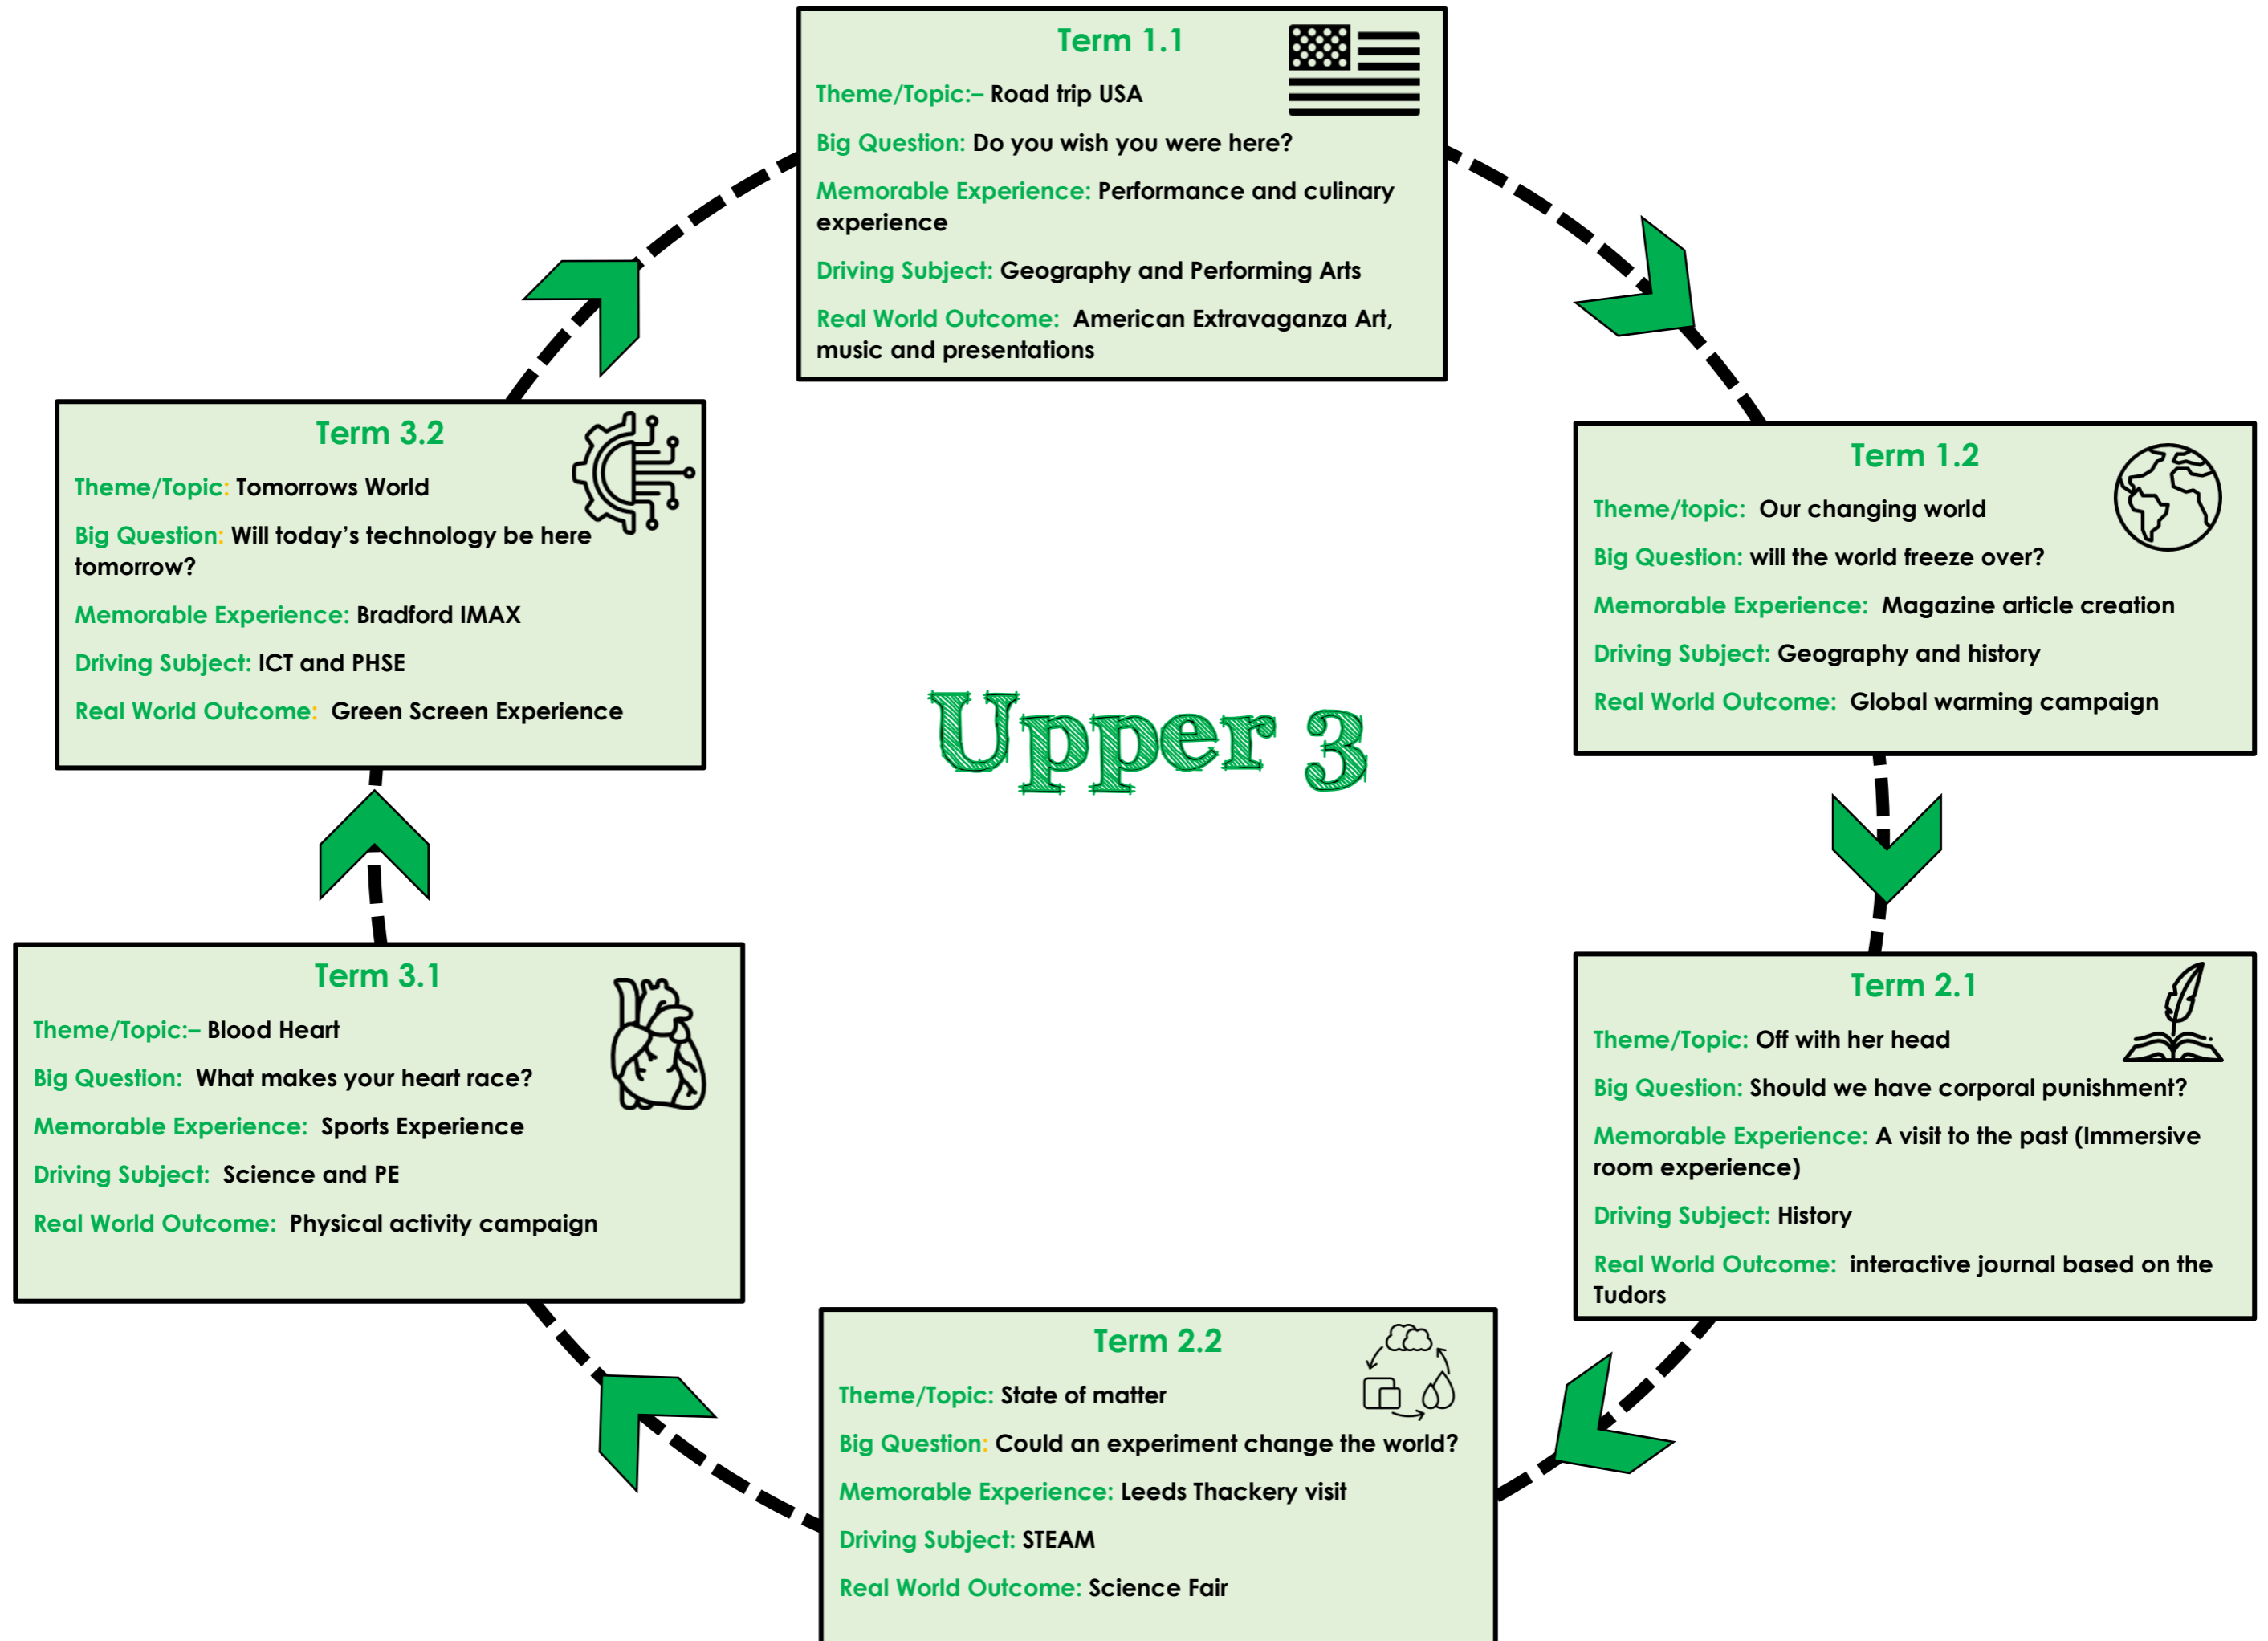 Term 1.1
Theme/Topic:– Road trip USA
Big Question: Do you wish you were here?
Memorable Experience: Performance and culinary
experience
Driving Subject: Geography and Performing Arts
Real World Outcome: American Extravaganza Art,
music and presentations
Term 1.2
Theme/topic: Our changing world
Big Question: will the world freeze over?
Memorable Experience: Magazine article creation
Driving Subject: Geography and history
Real World Outcome: Global warming campaign
Term 2.1
Theme/Topic: Off with her head
Big Question: Should we have corporal punishment?
Memorable Experience: A visit to the past (Immersive
room experience)
Driving Subject: History
Real World Outcome: interactive journal based on the
Tudors
Term 2.2
Theme/Topic: State of matter
Big Question: Could an experiment change the world?
Memorable Experience: Leeds Thackery visit
Driving Subject: STEAM
Real World Outcome: Science Fair
Term 3.1
Theme/Topic:– Blood Heart
Big Question: What makes your heart race?
Memorable Experience: Sports Experience
Driving Subject: Science and PE
Real World Outcome: Physical activity campaign
Term 3.2
Theme/Topic: Tomorrows World
Big Question: Will today’s technology be here
tomorrow?
Memorable Experience: Bradford IMAX
Driving Subject: ICT and PHSE
Real World Outcome: Green Screen Experience
Upper 3